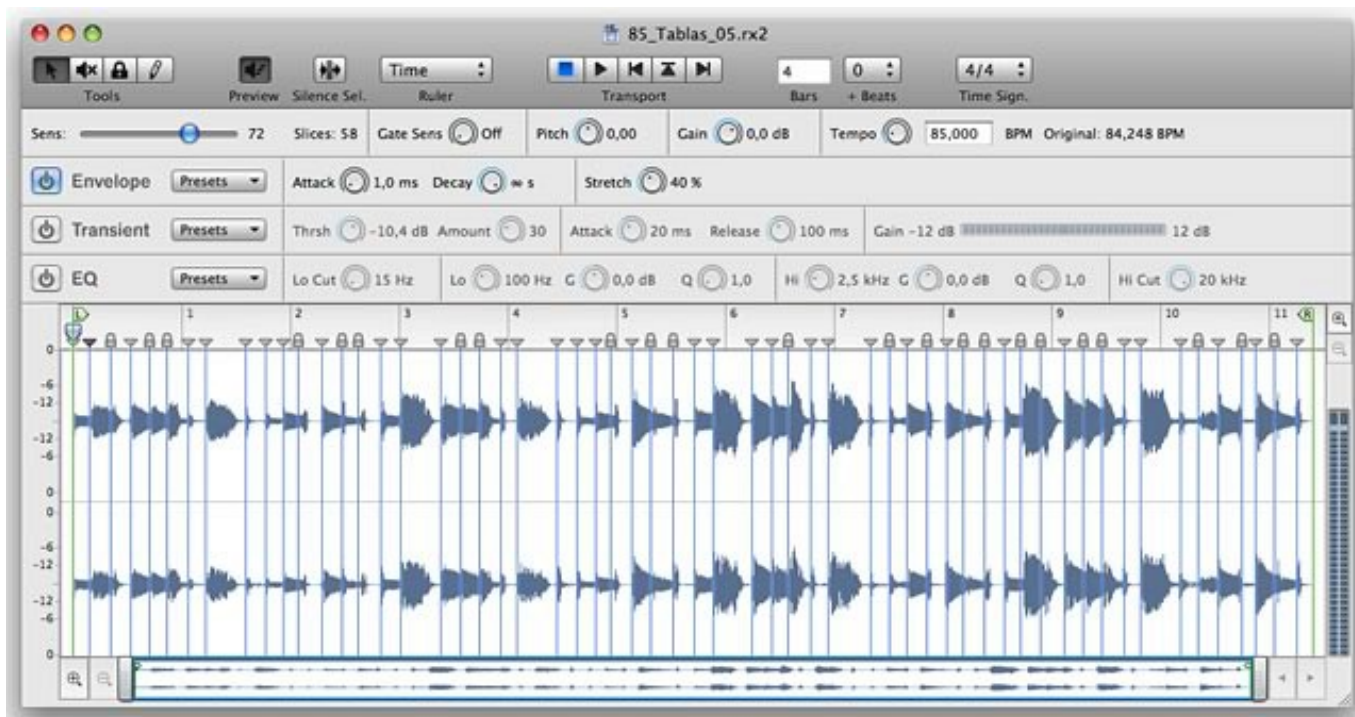 85_Tablas_05.rx2
Time 4 0 4/4
Tools Preview Silence Sel. Ruler Transport Bars + Beats Time Sign.
Sens: 72 Slices: 58 Gate Sens Off Pitch 0,00 Gain 0,0 dB Tempo 85,000 BPM Original: 84,248 BPM
Envelope Presets Attack 1,0 ms Decay ∞ s Stretch 40 %
Transient Presets Thrsh -10,4 dB Amount 30 Attack 20 ms Release 100 ms Gain -12 dB 12 dB
EQ Presets Lo Cut 15 Hz Lo 100 Hz G 0,0 dB Q 1,0 Hi 2,5 kHz G 0,0 dB Q 1,0 Hi Cut 20 kHz
L 1 2 3 4 5 6 7 8 9 10 11 R
0
-6
-12
-12
-6
0
0
-6
-12
-12
-6
0